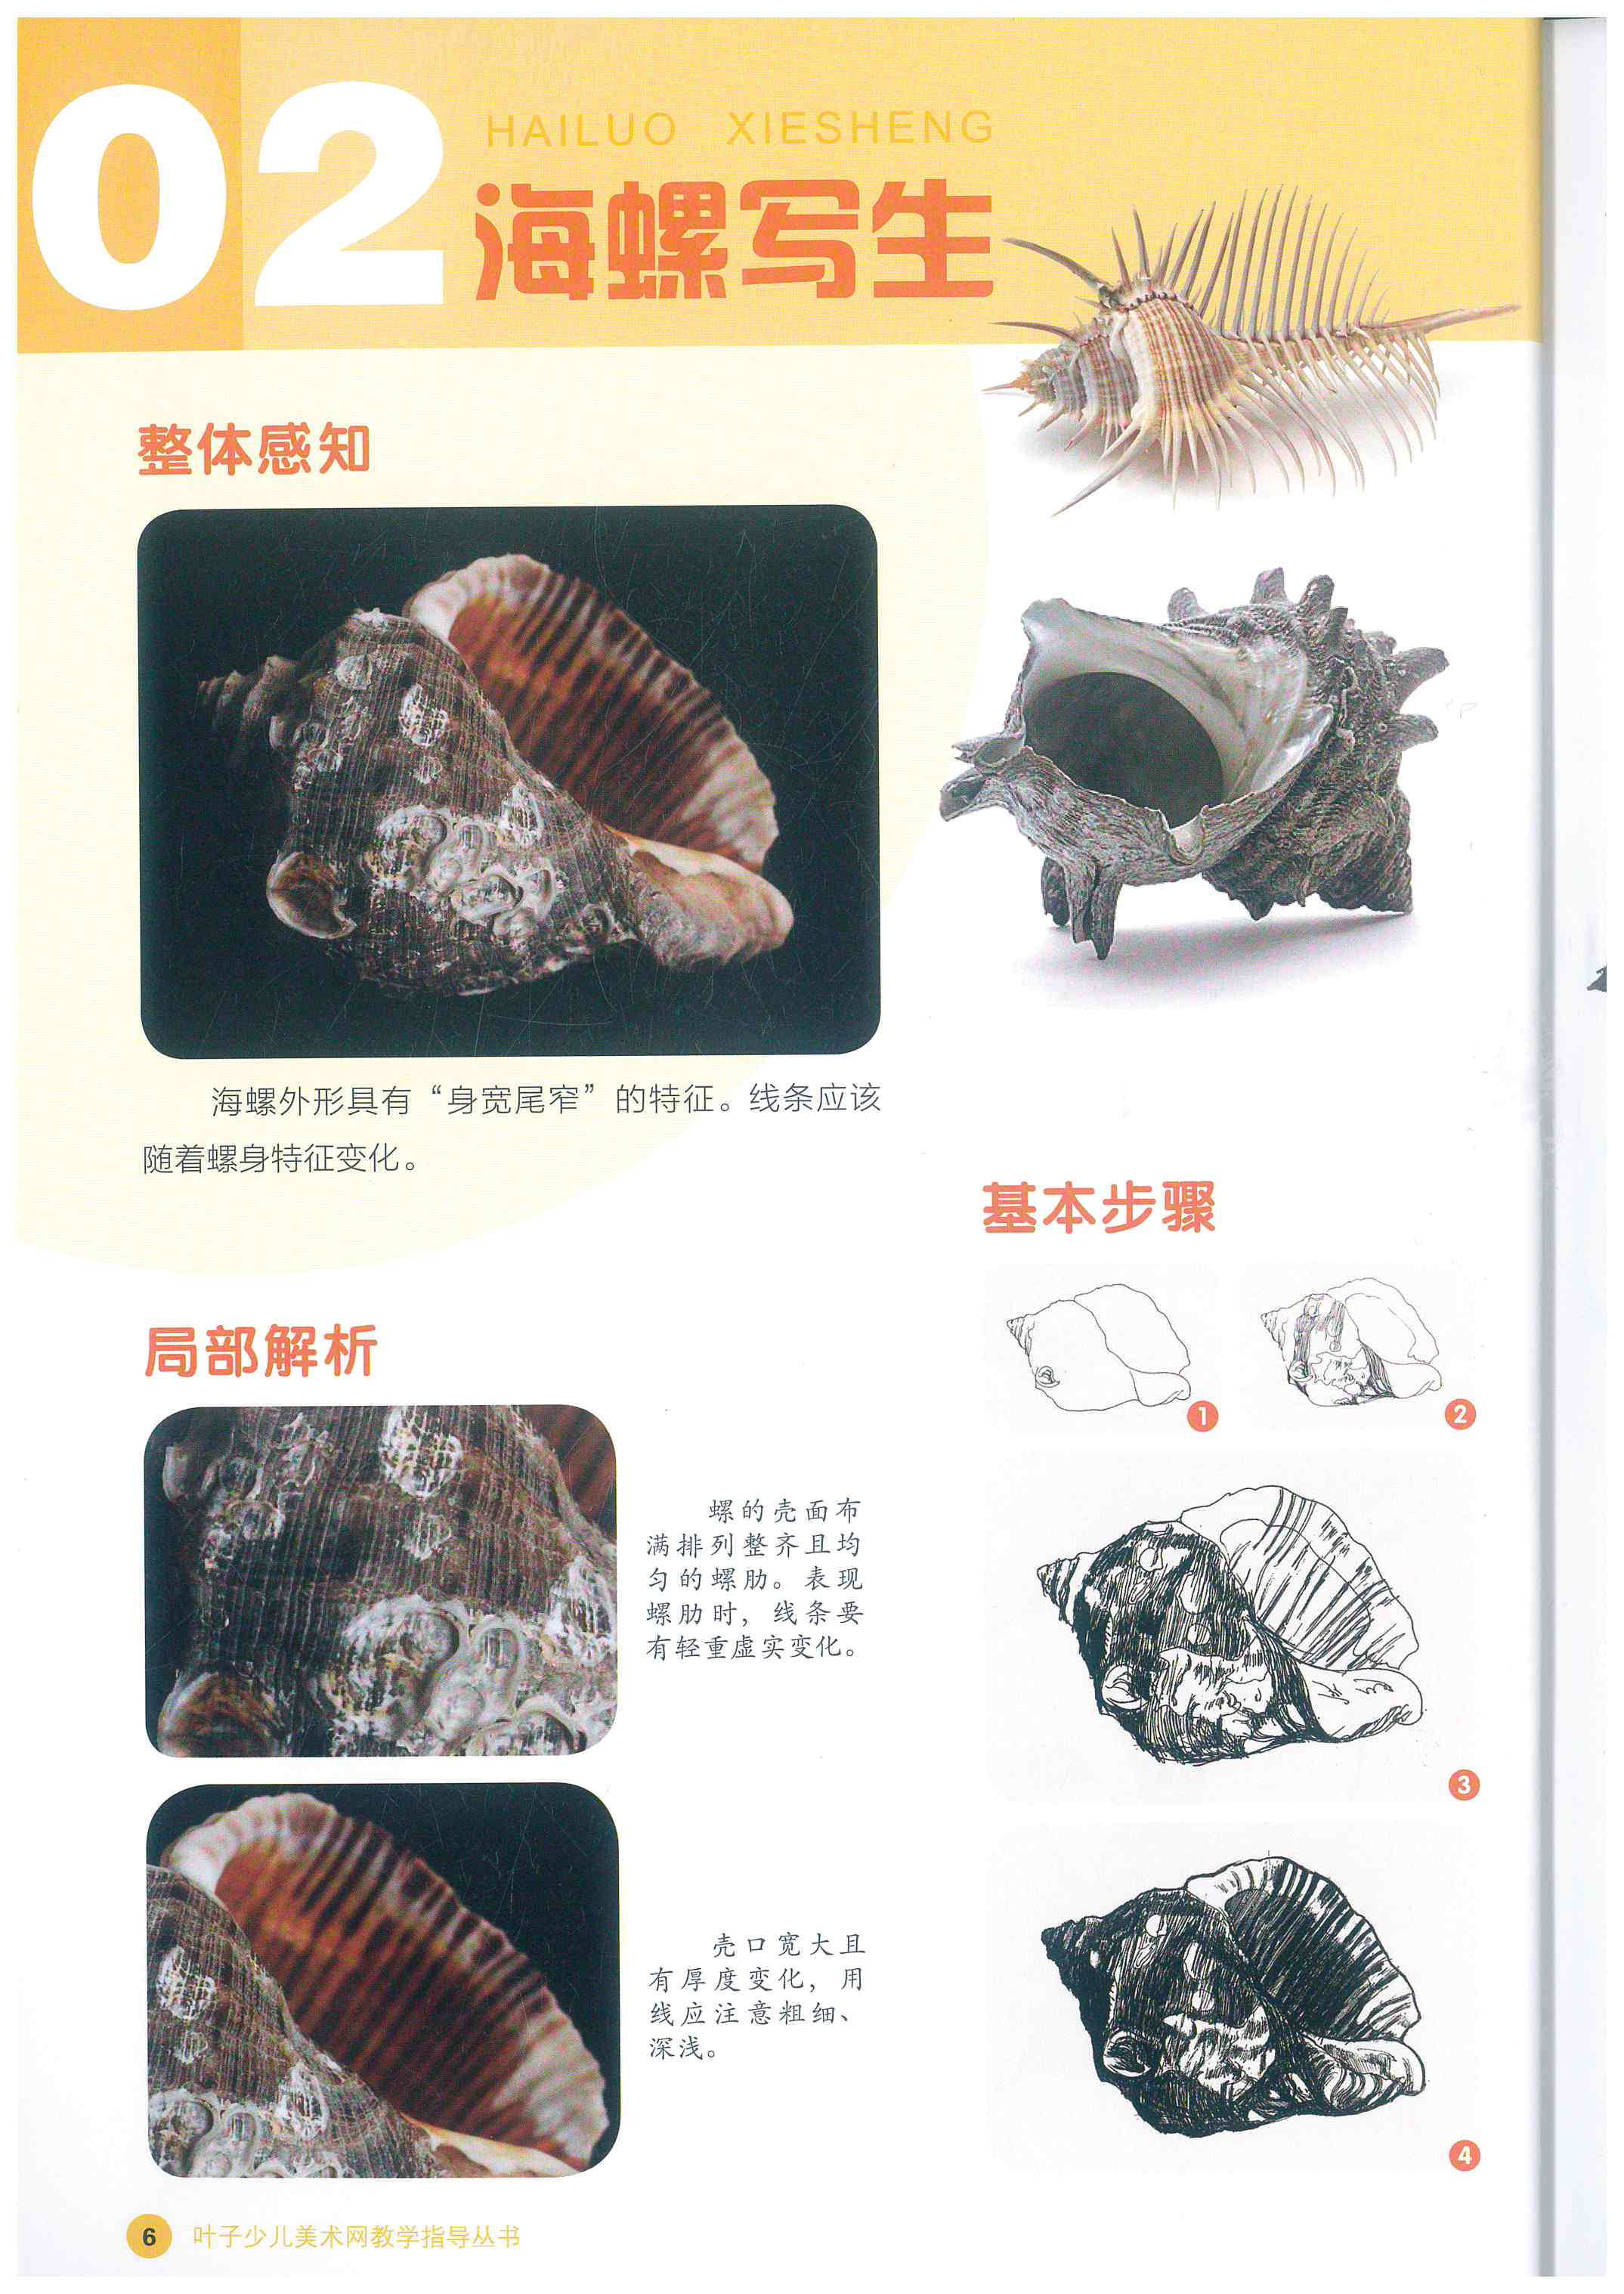 02
HAILUO XIESHENG
海螺写生
整体感知
海螺外形具有“身宽尾窄”的特征。线条应该
随着螺身特征变化。
局部解析
螺的壳面布
满排列整齐且均
匀的螺肋。表现
螺肋时，线条要
有轻重虚实变化。
壳口宽大且
有厚度变化，用
线应注意粗细、
深浅。
基本步骤
1
2
3
4
6 叶子少儿美术网教学指导丛书